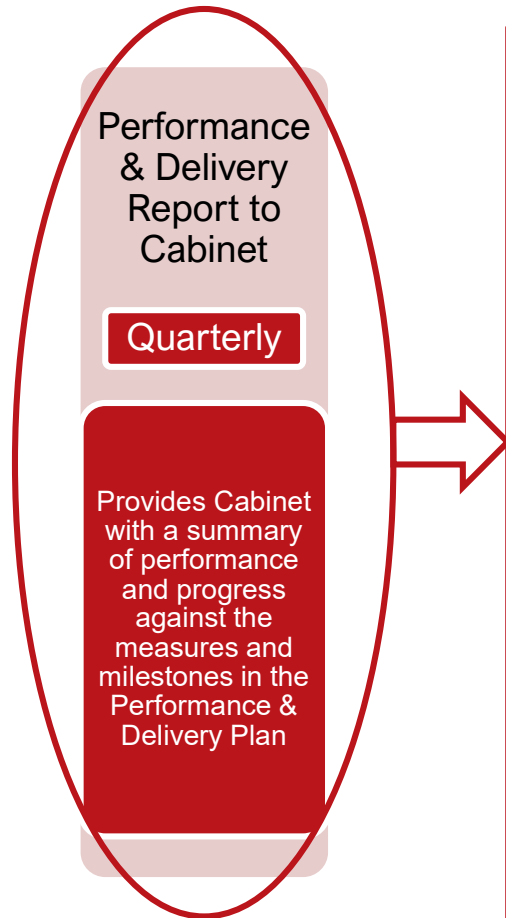 Performance
& Delivery
Report to
Cabinet
Quarterly
Provides Cabinet
with a summary
of performance
and progress
against the
measures and
milestones in the
Performance &
Delivery Plan